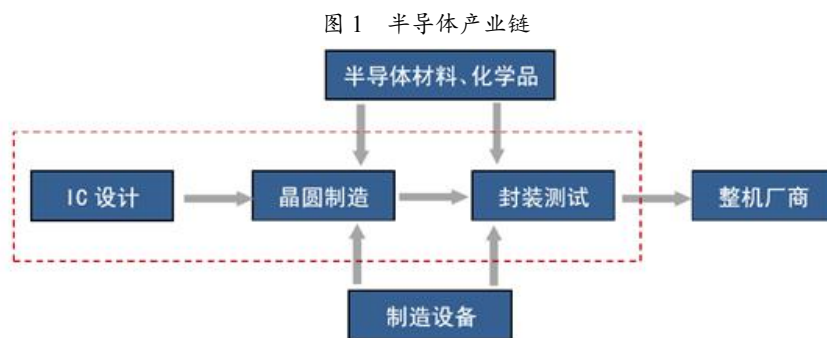 图 1 半导体产业链
半导体材料、化学品
IC 设计
晶圆制造
封装测试
整机厂商
制造设备